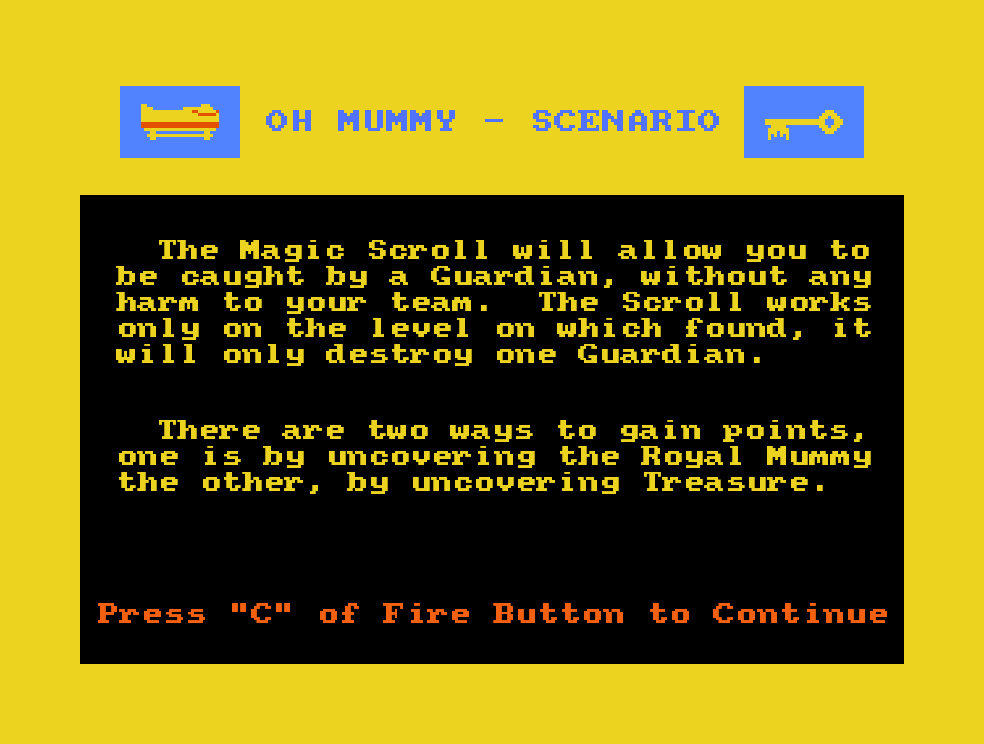 OH MUMMY - SCENARIO
The Magic Scroll will allow you to
be caught by a Guardian, without any
harm to your team.  The Scroll works
only on the level on which found, it
will only destroy one Guardian.
There are two ways to gain points,
one is by uncovering the Royal Mummy
the other, by uncovering Treasure.
Press "C" of Fire Button to Continue